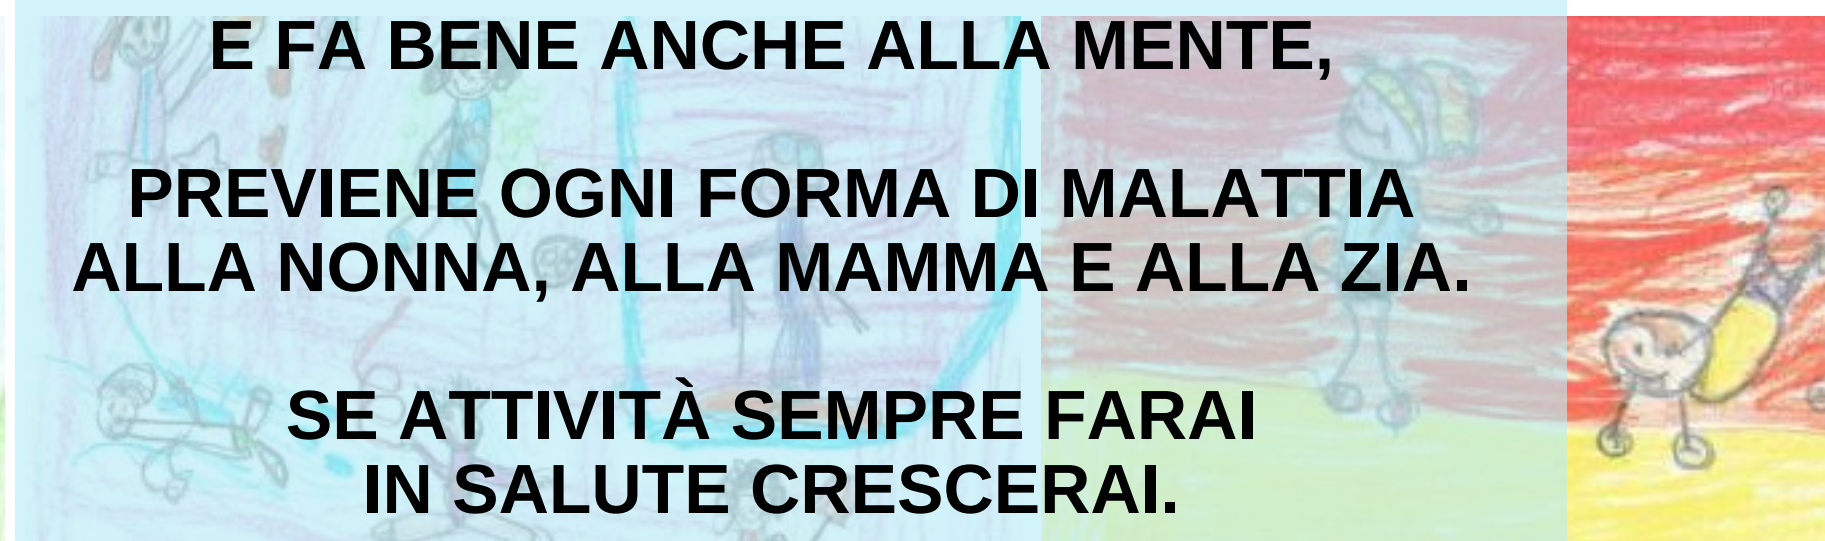 E FA BENE ANCHE ALLA MENTE,
PREVIENE OGNI FORMA DI MALATTIA
ALLA NONNA, ALLA MAMMA E ALLA ZIA.
SE ATTIVITÀ SEMPRE FARAI
IN SALUTE CRESCERAI.